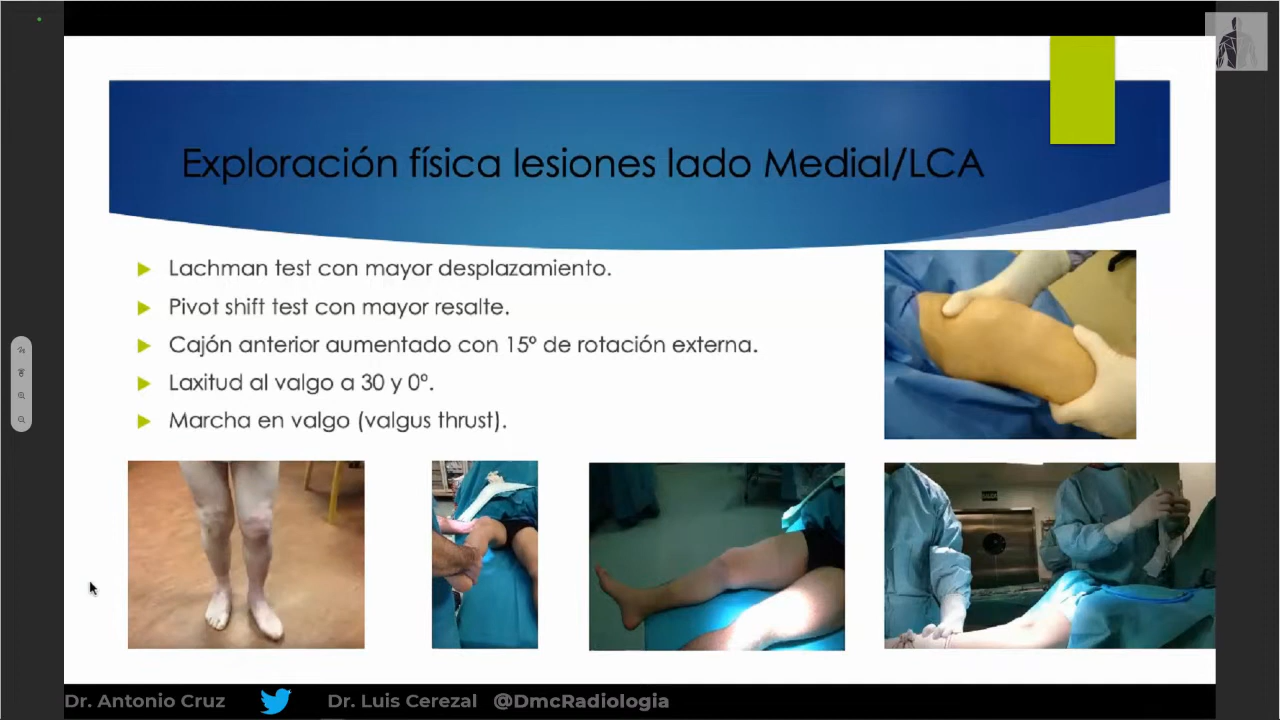 Exploración física lesiones lado Medial/LCA
Lachman test con mayor desplazamiento.
Pivot shift test con mayor resalte.
Cajón anterior aumentado con 15º de rotación externa.
Laxitud al valgo a 30 y 0º.
Marcha en valgo (valgus thrust).
Dr. Antonio Cruz Dr. Luis Cerezal @DmcRadiologia